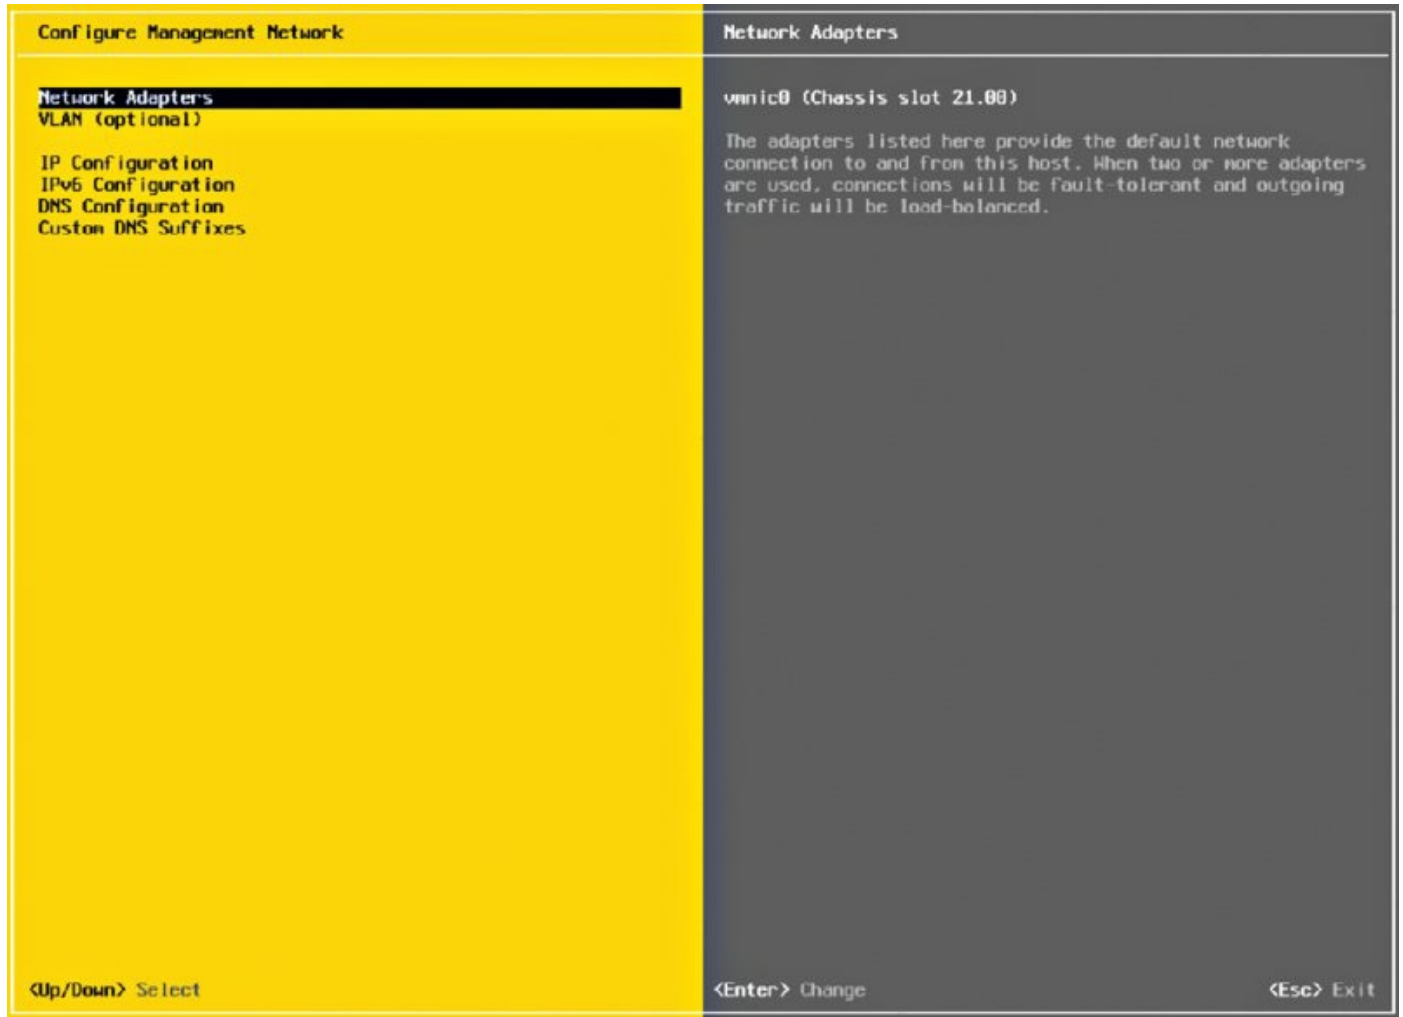 Configure Management Network
Network Adapters
Network Adapters
VLAN (optional)
IP Configuration
IPv6 Configuration
DNS Configuration
Custom DNS Suffixes
vmnic0 (Chassis slot 21.00)
The adapters listed here provide the default network
connection to and from this host. When two or more adapters
are used, connections will be fault-tolerant and outgoing
traffic will be load-balanced.
<Up/Down> Select
<Enter> Change
<Esc> Exit